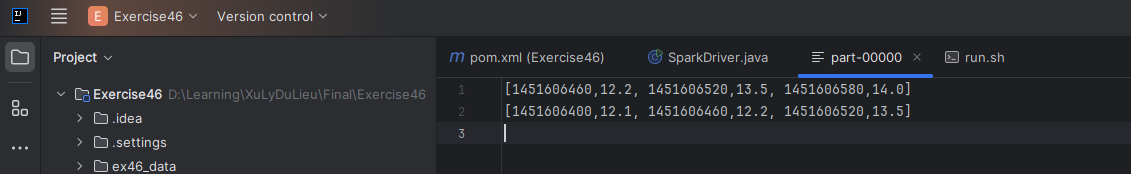 E Exercise46 Version control
Project
m pom.xml (Exercise46) SparkDriver.java part-00000 run.sh
Exercise46 D:\Learning\XuLyDuLieu\Final\Exercise46
.idea
.settings
ex46_data
1 [1451606460,12.2, 1451606520,13.5, 1451606580,14.0]
2 [1451606400,12.1, 1451606460,12.2, 1451606520,13.5]
3